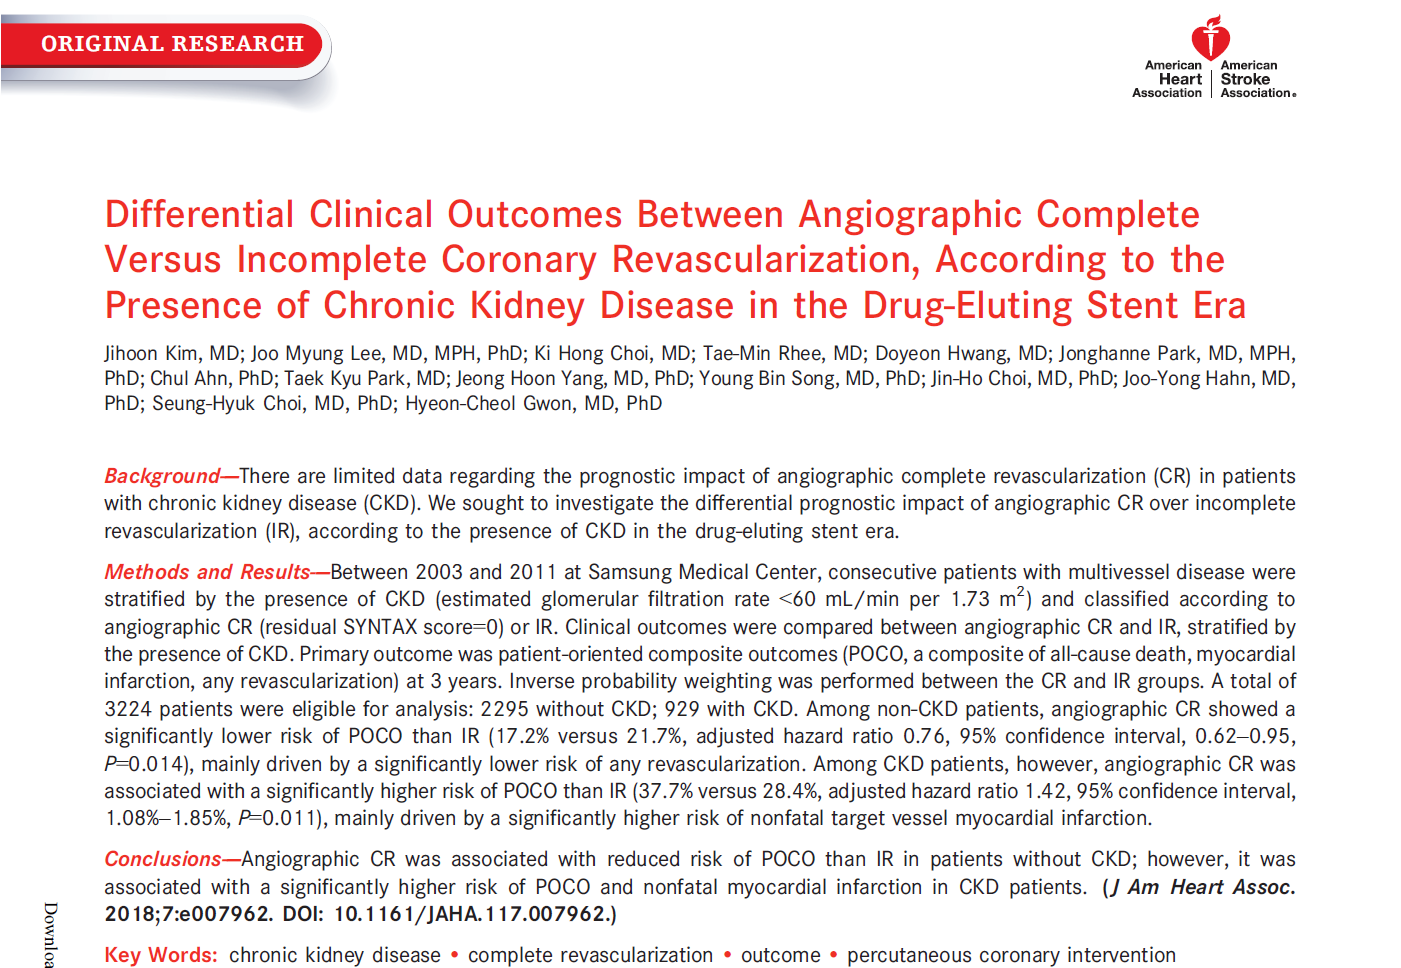 ORIGINAL RESEARCH
American Heart Association
American Stroke Association®
Differential Clinical Outcomes Between Angiographic Complete
Versus Incomplete Coronary Revascularization, According to the
Presence of Chronic Kidney Disease in the Drug-Eluting Stent Era
Jihoon Kim, MD; Joo Myung Lee, MD, MPH, PhD; Ki Hong Choi, MD; Tae-Min Rhee, MD; Doyeon Hwang, MD; Jonghanne Park, MD, MPH,
PhD; Chul Ahn, PhD; Taek Kyu Park, MD; Jeong Hoon Yang, MD, PhD; Young Bin Song, MD, PhD; Jin-Ho Choi, MD, PhD; Joo-Yong Hahn, MD,
PhD; Seung-Hyuk Choi, MD, PhD; Hyeon-Cheol Gwon, MD, PhD
Background—There are limited data regarding the prognostic impact of angiographic complete revascularization (CR) in patients
with chronic kidney disease (CKD). We sought to investigate the differential prognostic impact of angiographic CR over incomplete
revascularization (IR), according to the presence of CKD in the drug-eluting stent era.
Methods and Results—Between 2003 and 2011 at Samsung Medical Center, consecutive patients with multivessel disease were
stratified by the presence of CKD (estimated glomerular filtration rate <60 mL/min per 1.73 m²) and classified according to
angiographic CR (residual SYNTAX score=0) or IR. Clinical outcomes were compared between angiographic CR and IR, stratified by
the presence of CKD. Primary outcome was patient-oriented composite outcomes (POCO, a composite of all-cause death, myocardial
infarction, any revascularization) at 3 years. Inverse probability weighting was performed between the CR and IR groups. A total of
3224 patients were eligible for analysis: 2295 without CKD; 929 with CKD. Among non-CKD patients, angiographic CR showed a
significantly lower risk of POCO than IR (17.2% versus 21.7%, adjusted hazard ratio 0.76, 95% confidence interval, 0.62–0.95,
P=0.014), mainly driven by a significantly lower risk of any revascularization. Among CKD patients, however, angiographic CR was
associated with a significantly higher risk of POCO than IR (37.7% versus 28.4%, adjusted hazard ratio 1.42, 95% confidence interval,
1.08%–1.85%, P=0.011), mainly driven by a significantly higher risk of nonfatal target vessel myocardial infarction.
Conclusions—Angiographic CR was associated with reduced risk of POCO than IR in patients without CKD; however, it was
associated with a significantly higher risk of POCO and nonfatal myocardial infarction in CKD patients. (J Am Heart Assoc.
2018;7:e007962. DOI: 10.1161/JAHA.117.007962.)
Key Words: chronic kidney disease • complete revascularization • outcome • percutaneous coronary intervention
Downloa